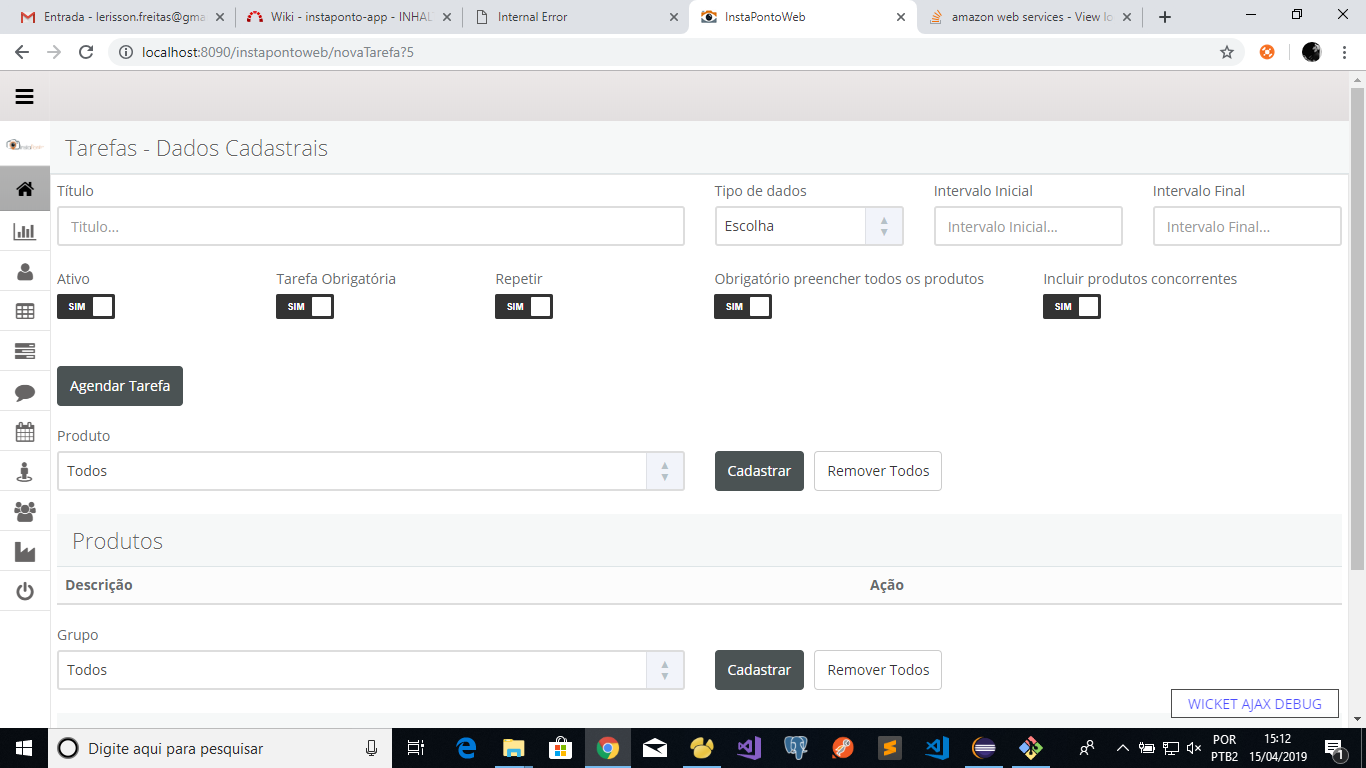 Entrada - lerisson.freitas@gma
Wiki - instaponto-app - INHAL
Internal Error
InstaPontoWeb
amazon web services - View lo
localhost:8090/instapontoweb/novaTarefa?5
Tarefas - Dados Cadastrais
Título Tipo de dados Intervalo Inicial Intervalo Final
Titulo... Escolha Intervalo Inicial... Intervalo Final...
Ativo Tarefa Obrigatória Repetir Obrigatório preencher todos os produtos Incluir produtos concorrentes
SIM SIM SIM SIM SIM
Agendar Tarefa
Produto
Todos Cadastrar Remover Todos
Produtos
Descrição Ação
Grupo
Todos Cadastrar Remover Todos
WICKET AJAX DEBUG
Digite aqui para pesquisar
POR 15:12
PTB2 15/04/2019
1